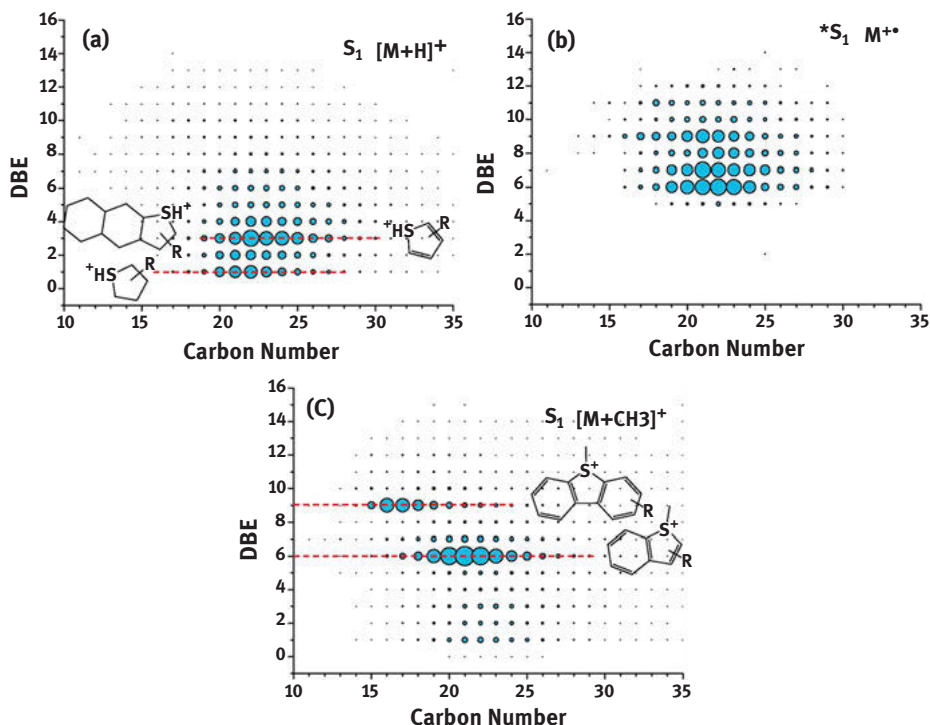 (a)
S1 [M+H]+
16
14
12
10
8
6
4
2
0
DBE
SH+
R
+HS
R
+HS
R
10
15
20
25
30
35
Carbon Number
(b)
*S1 M+•
16
14
12
10
8
6
4
2
0
DBE
10
15
20
25
30
35
Carbon Number
(C)
S1 [M+CH3]+
16
14
12
10
8
6
4
2
0
DBE
S+
R
S+
R
10
15
20
25
30
35
Carbon Number